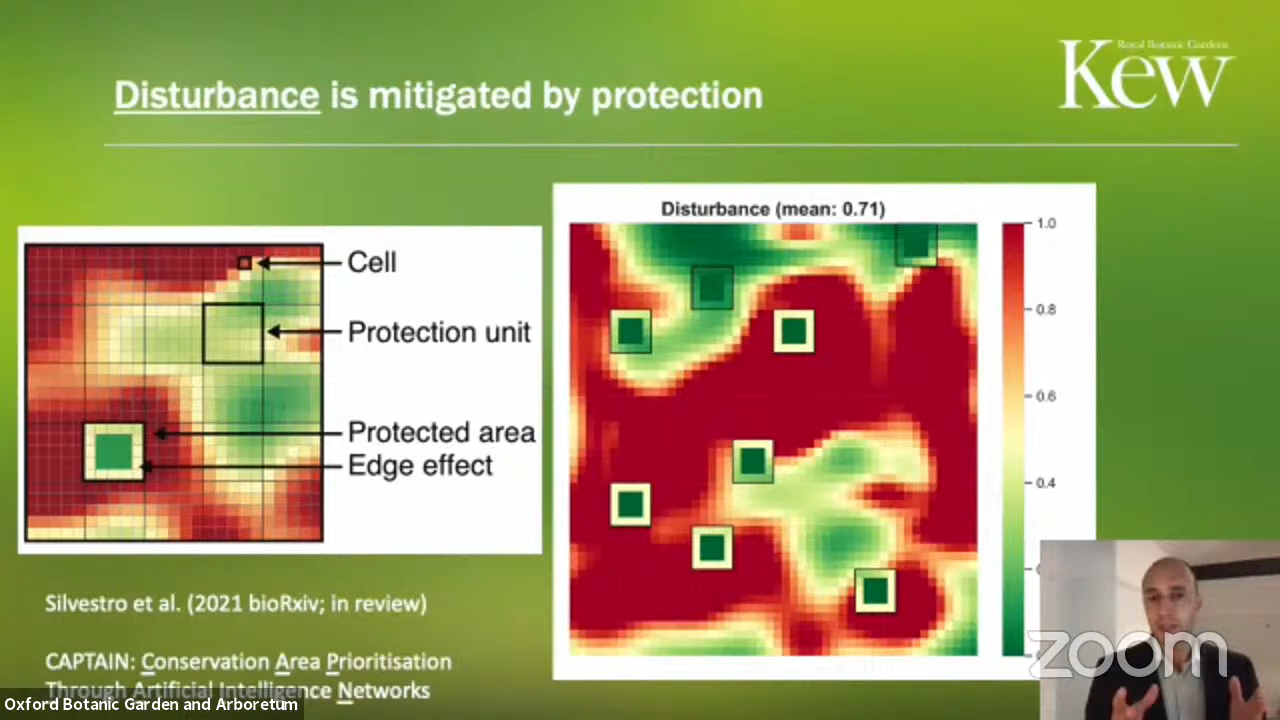 Royal Botanic Gardens
Kew
Disturbance is mitigated by protection
Cell
Protection unit
Protected area
Edge effect
Disturbance (mean: 0.71)
1.0
0.8
0.6
0.4
Silvestro et al. (2021 bioRxiv; in review)
CAPTAIN: Conservation Area Prioritisation
Through Artificial Intelligence Networks
Oxford Botanic Garden and Arboretum
zoom